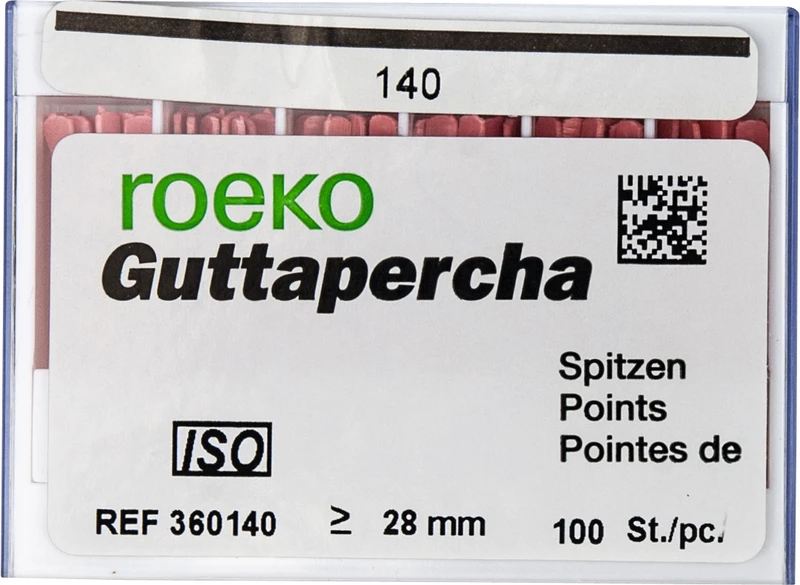 140
roeko
Guttapercha
Spitzen
Points
Pointes de
ISO
REF 360140 ≥ 28 mm 100 St./pc.